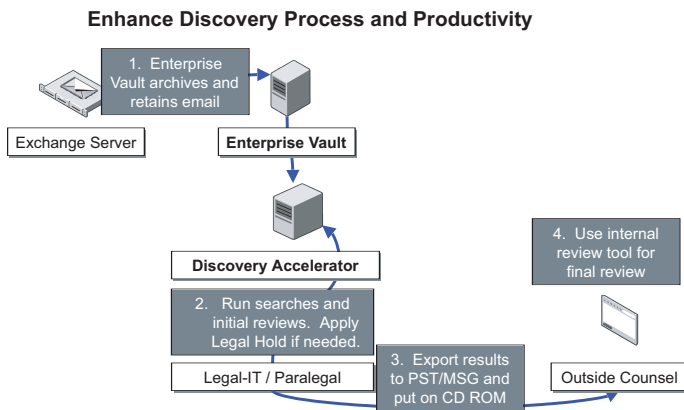 Enhance Discovery Process and Productivity
1. Enterprise
Vault archives and
retains email
Exchange Server
Enterprise Vault
Discovery Accelerator
4. Use internal
review tool for
final review
2. Run searches and
initial reviews. Apply
Legal Hold if needed.
Legal-IT / Paralegal
3. Export results
to PST/MSG and
put on CD ROM
Outside Counsel